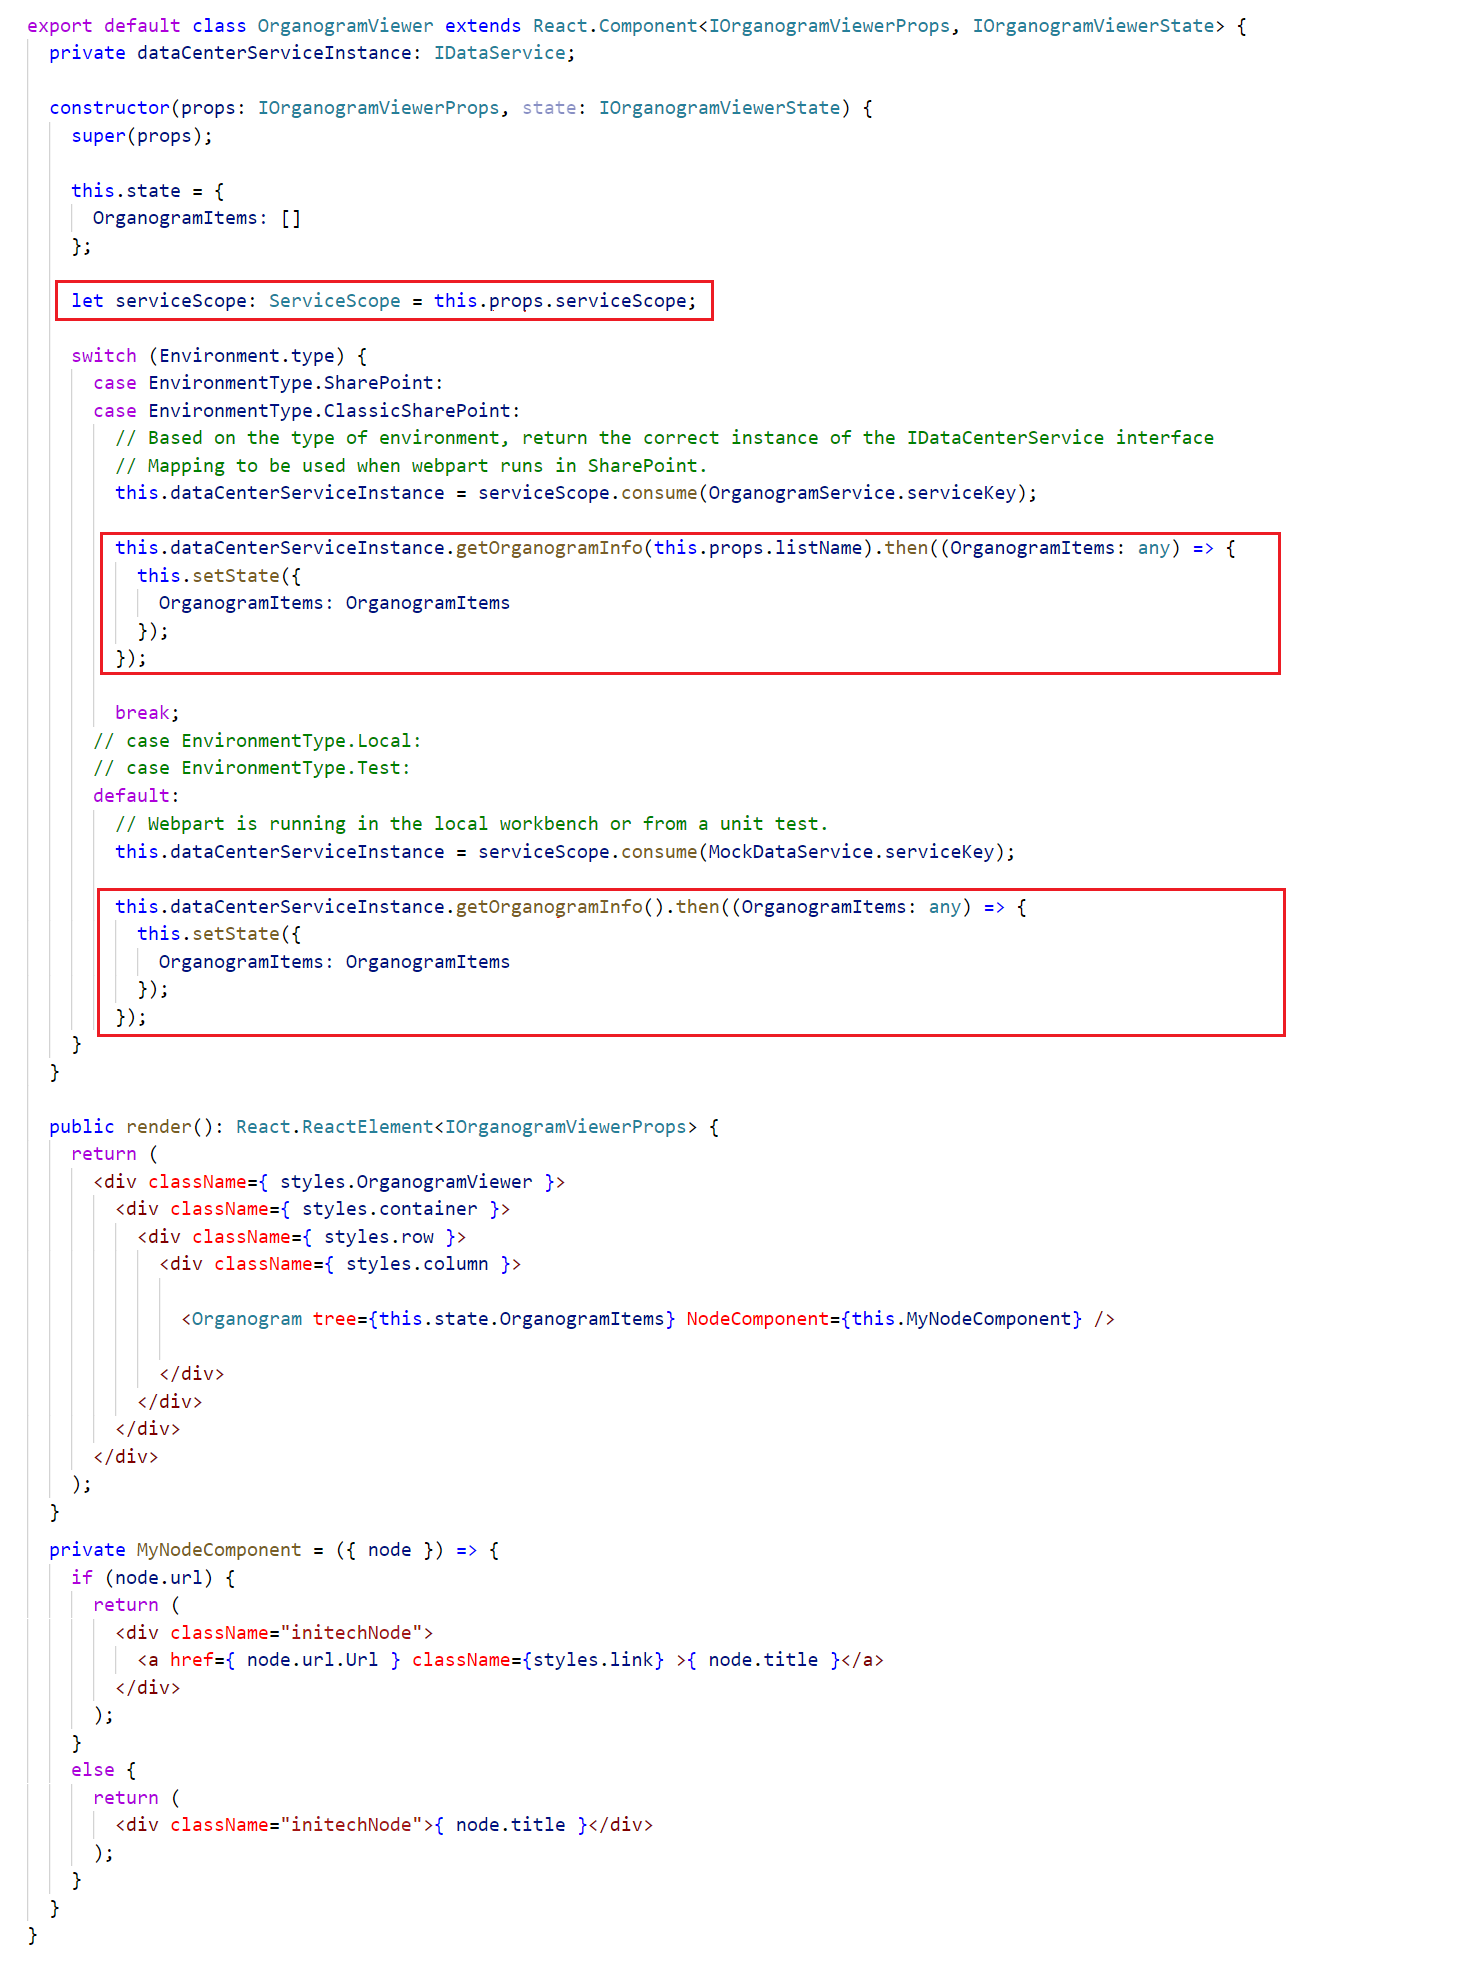 export default class OrganogramViewer extends React.Component<IOrganogramViewerProps, IOrganogramViewerState> {
  private dataCenterServiceInstance: IDataService;

  constructor(props: IOrganogramViewerProps, state: IOrganogramViewerState) {
    super(props);

    this.state = {
      OrganogramItems: []
    };

    let serviceScope: ServiceScope = this.props.serviceScope;

    switch (Environment.type) {
      case EnvironmentType.SharePoint:
      case EnvironmentType.ClassicSharePoint:
        // Based on the type of environment, return the correct instance of the IDataCenterService interface
        // Mapping to be used when webpart runs in SharePoint.
        this.dataCenterServiceInstance = serviceScope.consume(OrganogramService.serviceKey);

        this.dataCenterServiceInstance.getOrganogramInfo(this.props.listName).then((OrganogramItems: any) => {
          this.setState({
            OrganogramItems: OrganogramItems
          });
        });

        break;
      // case EnvironmentType.Local:
      // case EnvironmentType.Test:
      default:
        // Webpart is running in the local workbench or from a unit test.
        this.dataCenterServiceInstance = serviceScope.consume(MockDataService.serviceKey);

        this.dataCenterServiceInstance.getOrganogramInfo().then((OrganogramItems: any) => {
          this.setState({
            OrganogramItems: OrganogramItems
          });
        });
    }
  }

  public render(): React.ReactElement<IOrganogramViewerProps> {
    return (
      <div className={ styles.OrganogramViewer }>
        <div className={ styles.container }>
          <div className={ styles.row }>
            <div className={ styles.column }>

              <Organogram tree={this.state.OrganogramItems} NodeComponent={this.MyNodeComponent} />

            </div>
          </div>
        </div>
      </div>
    );
  }
  private MyNodeComponent = ({ node }) => {
    if (node.url) {
      return (
        <div className="initechNode">
          <a href={ node.url.Url } className={styles.link} >{ node.title }</a>
        </div>
      );
    }
    else {
      return (
        <div className="initechNode">{ node.title }</div>
      );
    }
  }
}